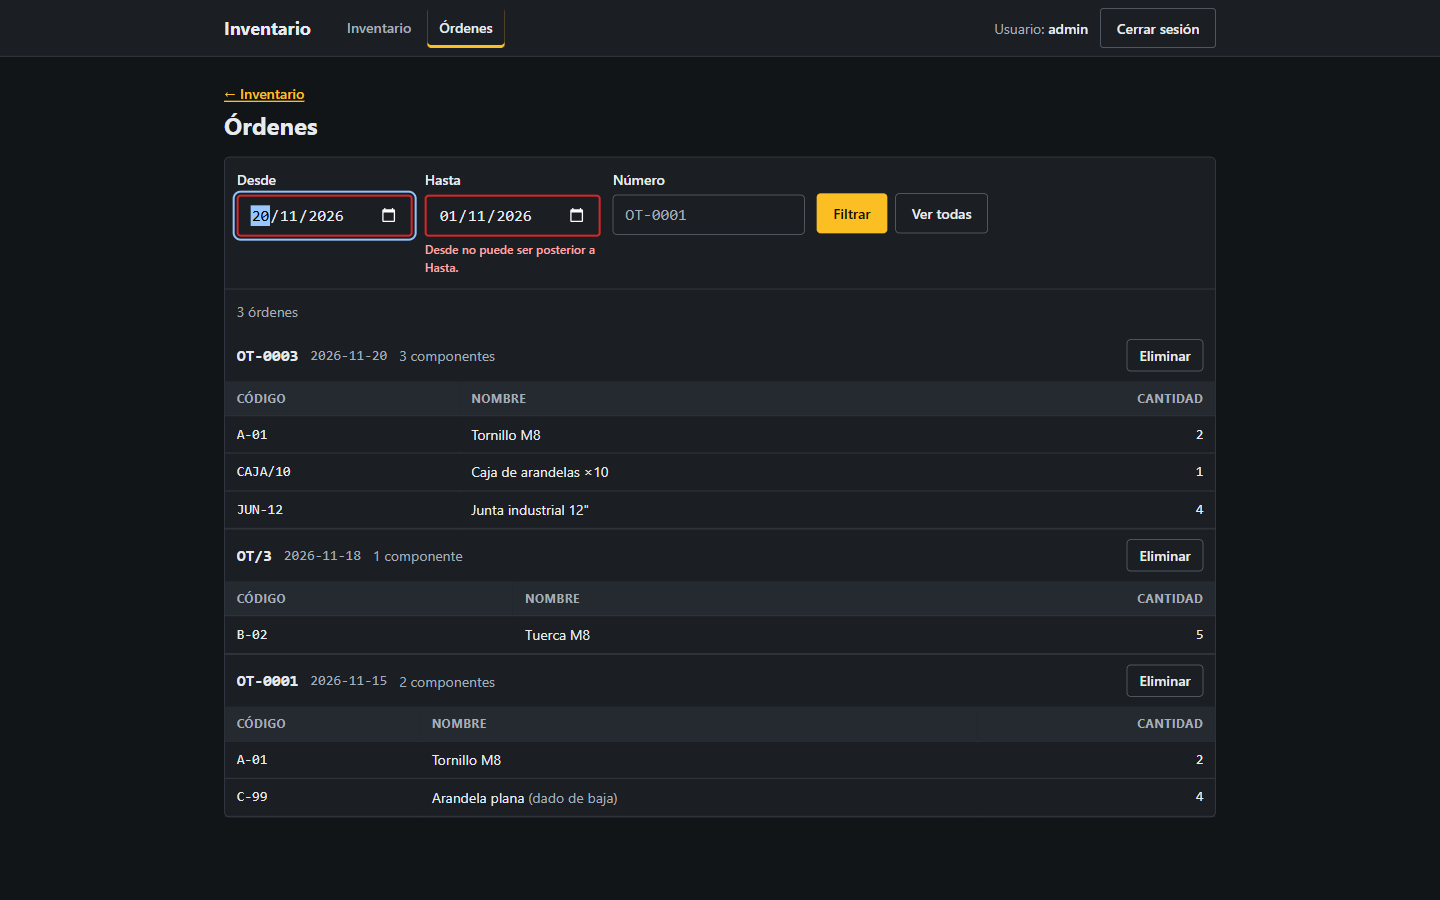 Inventario Inventario Órdenes Usuario: admin Cerrar sesión
← Inventario
Órdenes
Desde Hasta Número
20/11/2026 01/11/2026 OT-0001 Filtrar Ver todas
Desde no puede ser posterior a
Hasta.
3 órdenes
OT-0003 2026-11-20 3 componentes Eliminar
CÓDIGO NOMBRE CANTIDAD
A-01 Tornillo M8 2
CAJA/10 Caja de arandelas ×10 1
JUN-12 Junta industrial 12" 4
OT/3 2026-11-18 1 componente Eliminar
CÓDIGO NOMBRE CANTIDAD
B-02 Tuerca M8 5
OT-0001 2026-11-15 2 componentes Eliminar
CÓDIGO NOMBRE CANTIDAD
A-01 Tornillo M8 2
C-99 Arandela plana (dado de baja) 4